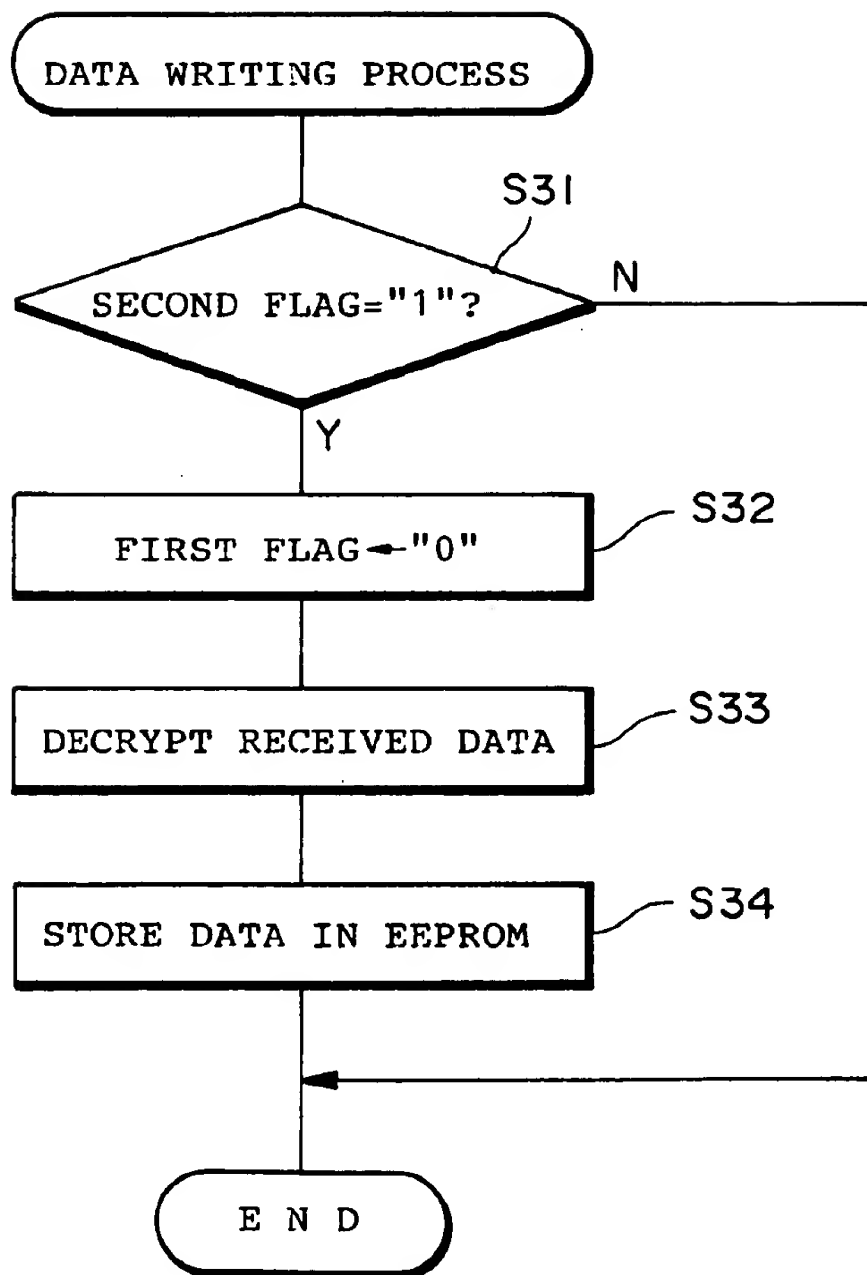 DATA WRITING PROCESS
S31
SECOND FLAG="1"?
N
Y
FIRST FLAG←"0"
S32
DECRYPT RECEIVED DATA
S33
STORE DATA IN EEPROM
S34
E N D